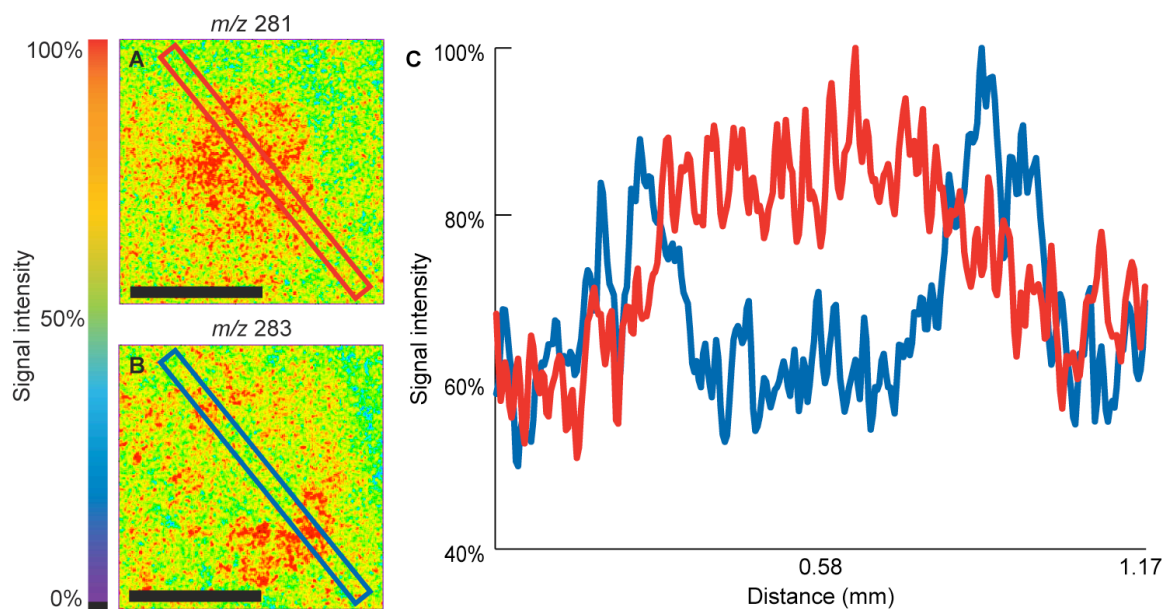 m/z 281
100%
A
50%
Signal intensity
m/z 283
B
0%
C
100%
80%
60%
40%
Signal intensity
0.58
1.17
Distance (mm)